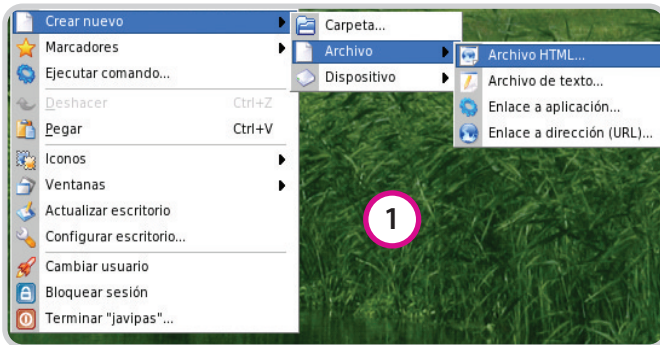 Crear nuevo
Marcadores
Ejecutar comando...
Deshacer Ctrl+Z
Pegar Ctrl+V
Iconos
Ventanas
Actualizar escritorio
Configurar escritorio...
Cambiar usuario
Bloquear sesión
Terminar "javipas"...
Carpeta...
Archivo
Dispositivo
Archivo HTML...
Archivo de texto...
Enlace a aplicación...
Enlace a dirección (URL)...
1